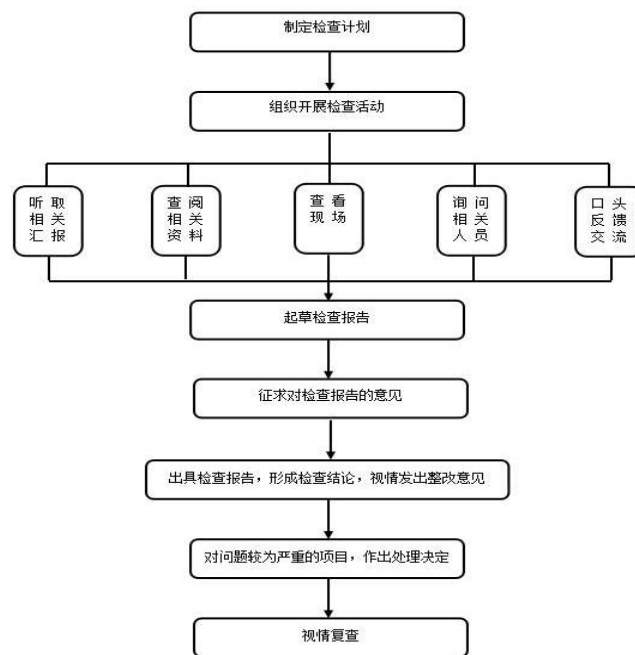 制定检查计划
组织开展检查活动
听取
相关
汇报
查阅
相关
资料
查看
现场
询问
相关
人员
口头
反馈
交流
起草检查报告
征求对检查报告的意见
出具检查报告，形成检查结论，视情发出整改意见
对问题较为严重的项目，作出处理决定
视情复查